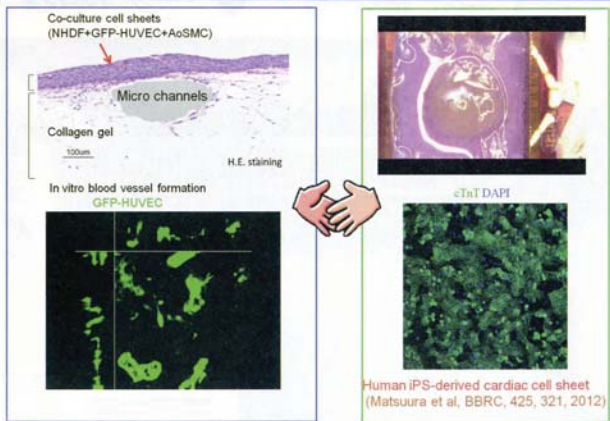 Co-culture cell sheets
(NHDF+GFP-HUVEC+AoSMC)
Micro channels
Collagen gel
100um
H.E. staining
In vitro blood vessel formation
GFP-HUVEC
cTnT DAPI
Human iPS-derived cardiac cell sheet
(Matsuura et al, BBRC, 425, 321, 2012)